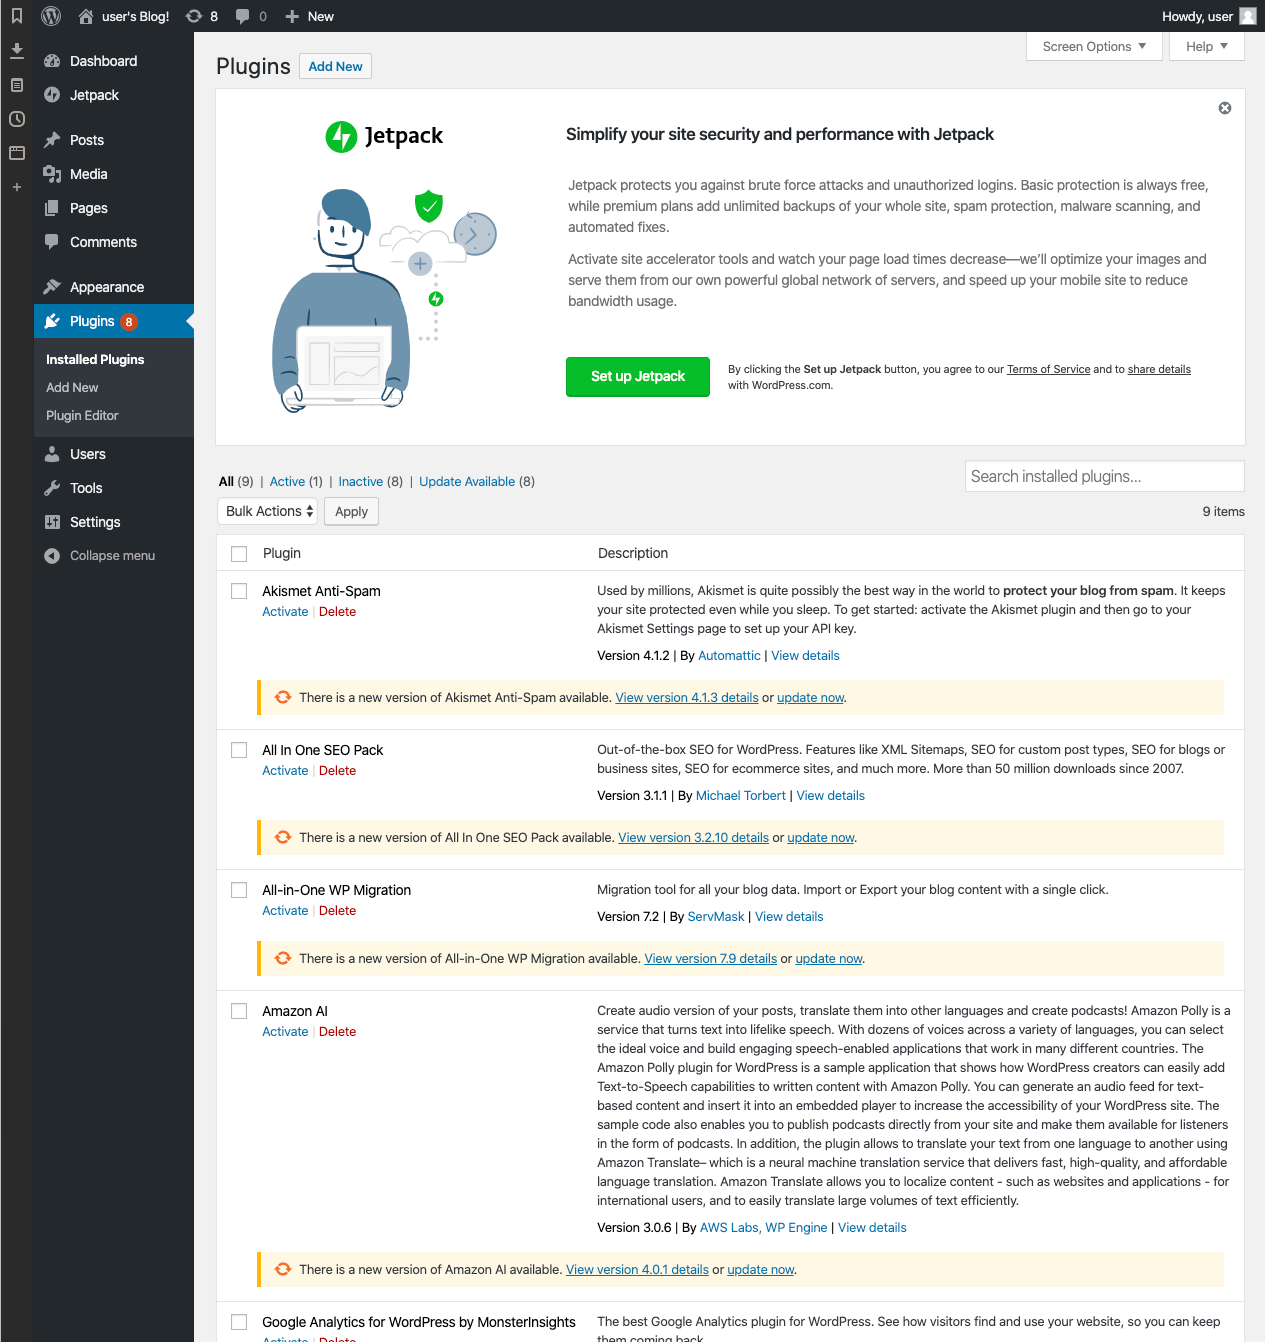 user's Blog! 8 0 New Howdy, user
Screen Options Help
Dashboard
Jetpack
Posts
Media
Pages
Comments
Appearance
Plugins 8
Installed Plugins
Add New
Plugin Editor
Users
Tools
Settings
Collapse menu
Plugins Add New
Jetpack
Simplify your site security and performance with Jetpack
Jetpack protects you against brute force attacks and unauthorized logins. Basic protection is always free,
while premium plans add unlimited backups of your whole site, spam protection, malware scanning, and
automated fixes.
Activate site accelerator tools and watch your page load times decrease—we'll optimize your images and
serve them from our own powerful global network of servers, and speed up your mobile site to reduce
bandwidth usage.
Set up Jetpack
By clicking the Set up Jetpack button, you agree to our Terms of Service and to share details
with WordPress.com.
All (9) | Active (1) | Inactive (8) | Update Available (8)
Search installed plugins...
Bulk Actions Apply
9 items
Plugin Description
Akismet Anti-Spam
Activate | Delete
Used by millions, Akismet is quite possibly the best way in the world to protect your blog from spam. It keeps
your site protected even while you sleep. To get started: activate the Akismet plugin and then go to your
Akismet Settings page to set up your API key.
Version 4.1.2 | By Automattic | View details
There is a new version of Akismet Anti-Spam available. View version 4.1.3 details or update now.
All In One SEO Pack
Activate | Delete
Out-of-the-box SEO for WordPress. Features like XML Sitemaps, SEO for custom post types, SEO for blogs or
business sites, SEO for ecommerce sites, and much more. More than 50 million downloads since 2007.
Version 3.1.1 | By Michael Torbert | View details
There is a new version of All In One SEO Pack available. View version 3.2.10 details or update now.
All-in-One WP Migration
Activate | Delete
Migration tool for all your blog data. Import or Export your blog content with a single click.
Version 7.2 | By ServMask | View details
There is a new version of All-in-One WP Migration available. View version 7.9 details or update now.
Amazon AI
Activate | Delete
Create audio version of your posts, translate them into other languages and create podcasts! Amazon Polly is a
service that turns text into lifelike speech. With dozens of voices across a variety of languages, you can select
the ideal voice and build engaging speech-enabled applications that work in many different countries. The
Amazon Polly plugin for WordPress is a sample application that shows how WordPress creators can easily add
Text-to-Speech capabilities to written content with Amazon Polly. You can generate an audio feed for text-
based content and insert it into an embedded player to increase the accessibility of your WordPress site. The
sample code also enables you to publish podcasts directly from your site and make them available for listeners
in the form of podcasts. In addition, the plugin allows to translate your text from one language to another using
Amazon Translate– which is a neural machine translation service that delivers fast, high-quality, and affordable
language translation. Amazon Translate allows you to localize content - such as websites and applications - for
international users, and to easily translate large volumes of text efficiently.
Version 3.0.6 | By AWS Labs, WP Engine | View details
There is a new version of Amazon AI available. View version 4.0.1 details or update now.
Google Analytics for WordPress by MonsterInsights
Activate | Delete
The best Google Analytics plugin for WordPress. See how visitors find and use your website, so you can keep
them coming back.